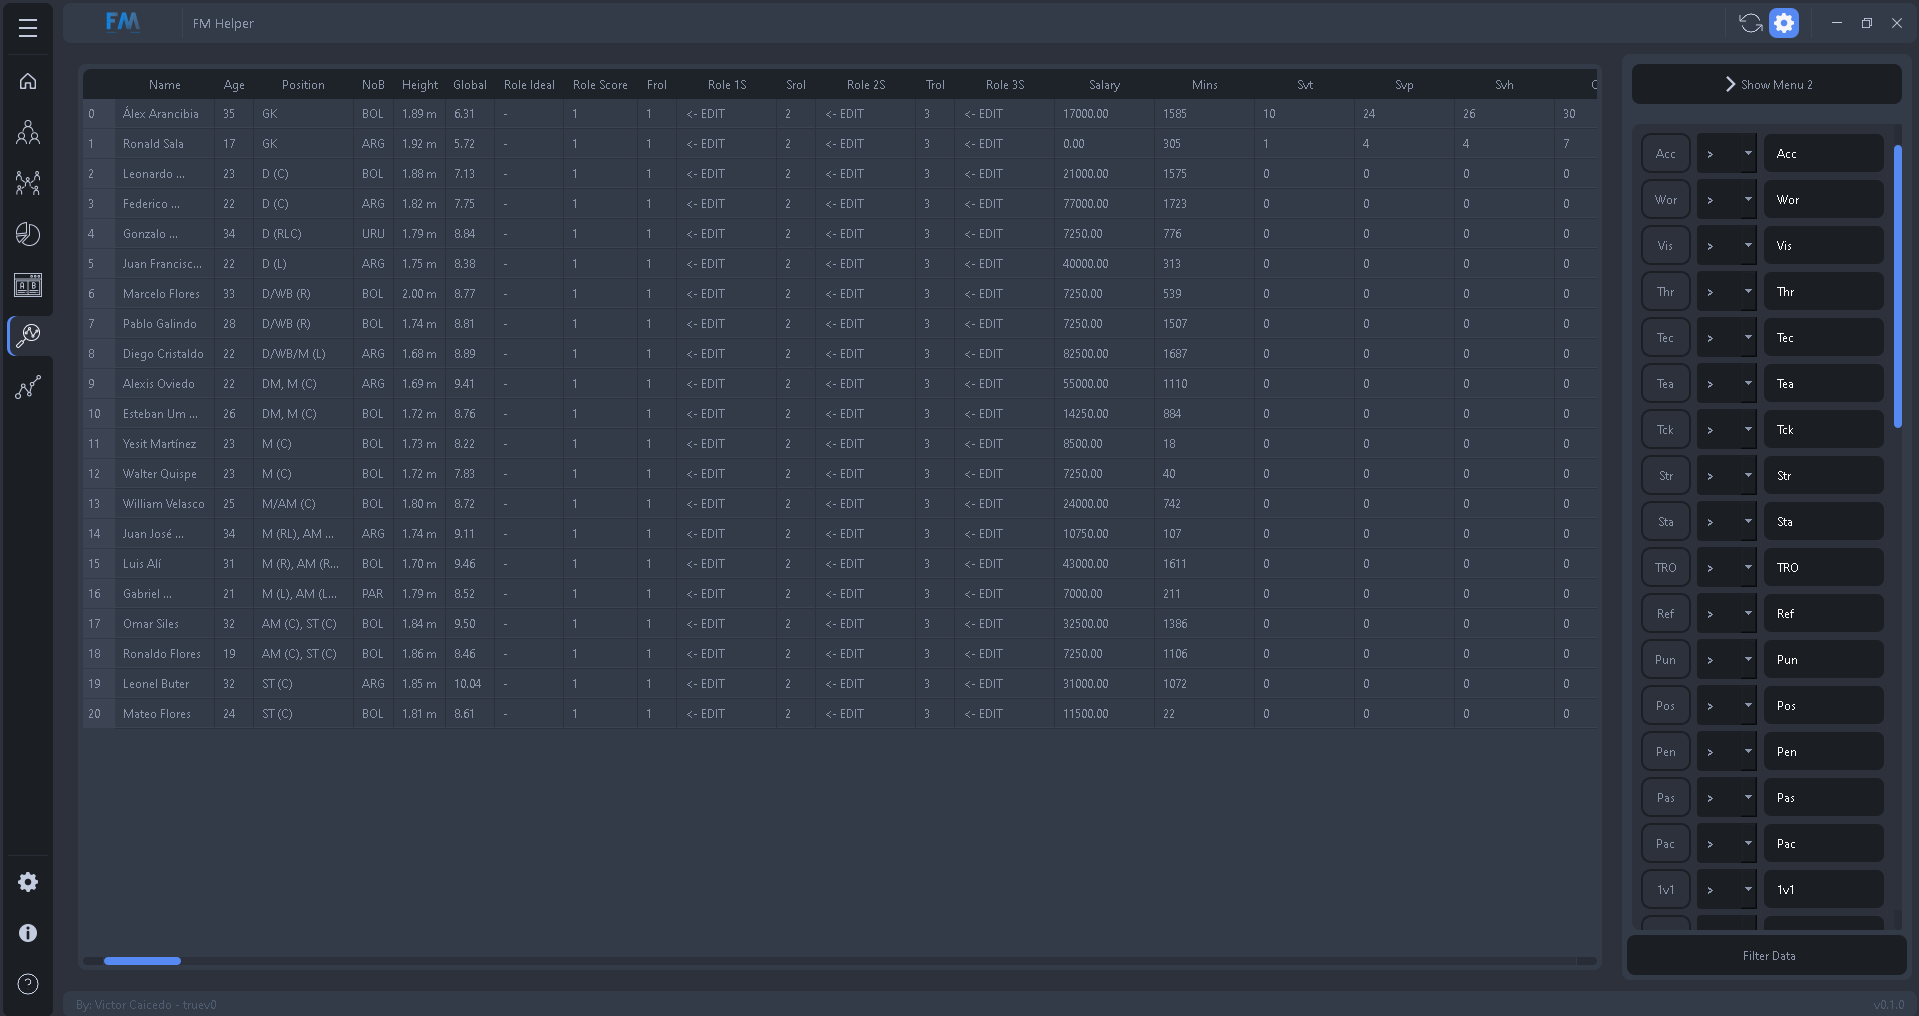 FM FM Helper
Name Age Position NoB Height Global Role Ideal Role Score Frol Role 1S Srol Role 2S Trol Role 3S Salary Mins Svt Svp Svh
0 Álex Arancibia 35 GK BOL 1.89 m 6.31 - 1 1 <- EDIT 2 <- EDIT 3 <- EDIT 17000.00 1585 10 24 26 30
1 Ronald Sala 17 GK ARG 1.92 m 5.72 - 1 1 <- EDIT 2 <- EDIT 3 <- EDIT 0.00 305 1 4 4 7
2 Leonardo ... 23 D (C) BOL 1.88 m 7.13 - 1 1 <- EDIT 2 <- EDIT 3 <- EDIT 21000.00 1575 0 0 0 0
3 Federico ... 22 D (C) ARG 1.82 m 7.75 - 1 1 <- EDIT 2 <- EDIT 3 <- EDIT 77000.00 1723 0 0 0 0
4 Gonzalo ... 34 D (RLC) URU 1.79 m 8.84 - 1 1 <- EDIT 2 <- EDIT 3 <- EDIT 7250.00 776 0 0 0 0
5 Juan Francisc... 22 D (L) ARG 1.75 m 8.38 - 1 1 <- EDIT 2 <- EDIT 3 <- EDIT 40000.00 313 0 0 0 0
6 Marcelo Flores 33 D/WB (R) BOL 2.00 m 8.77 - 1 1 <- EDIT 2 <- EDIT 3 <- EDIT 7250.00 539 0 0 0 0
7 Pablo Galindo 28 D/WB (R) BOL 1.74 m 8.81 - 1 1 <- EDIT 2 <- EDIT 3 <- EDIT 7250.00 1507 0 0 0 0
8 Diego Cristaldo 22 D/WB/M (L) ARG 1.68 m 8.89 - 1 1 <- EDIT 2 <- EDIT 3 <- EDIT 82500.00 1687 0 0 0 0
9 Alexis Oviedo 22 DM, M (C) ARG 1.69 m 9.41 - 1 1 <- EDIT 2 <- EDIT 3 <- EDIT 55000.00 1110 0 0 0 0
10 Esteban Um ... 26 DM, M (C) BOL 1.72 m 8.76 - 1 1 <- EDIT 2 <- EDIT 3 <- EDIT 14250.00 884 0 0 0 0
11 Yesit Martínez 23 M (C) BOL 1.73 m 8.22 - 1 1 <- EDIT 2 <- EDIT 3 <- EDIT 8500.00 18 0 0 0 0
12 Walter Quispe 23 M (C) BOL 1.72 m 7.83 - 1 1 <- EDIT 2 <- EDIT 3 <- EDIT 7250.00 40 0 0 0 0
13 William Velasco 25 M/AM (C) BOL 1.80 m 8.72 - 1 1 <- EDIT 2 <- EDIT 3 <- EDIT 24000.00 742 0 0 0 0
14 Juan José ... 34 M (RL), AM ... ARG 1.74 m 9.11 - 1 1 <- EDIT 2 <- EDIT 3 <- EDIT 10750.00 107 0 0 0 0
15 Luis Alí 31 M (R), AM (R... BOL 1.70 m 9.46 - 1 1 <- EDIT 2 <- EDIT 3 <- EDIT 43000.00 1611 0 0 0 0
16 Gabriel ... 21 M (L), AM (L... PAR 1.79 m 8.52 - 1 1 <- EDIT 2 <- EDIT 3 <- EDIT 7000.00 211 0 0 0 0
17 Omar Siles 32 AM (C), ST (C) BOL 1.84 m 9.50 - 1 1 <- EDIT 2 <- EDIT 3 <- EDIT 32500.00 1386 0 0 0 0
18 Ronaldo Flores 19 AM (C), ST (C) BOL 1.86 m 8.46 - 1 1 <- EDIT 2 <- EDIT 3 <- EDIT 7250.00 1106 0 0 0 0
19 Leonel Buter 32 ST (C) ARG 1.85 m 10.04 - 1 1 <- EDIT 2 <- EDIT 3 <- EDIT 31000.00 1072 0 0 0 0
20 Mateo Flores 24 ST (C) BOL 1.81 m 8.61 - 1 1 <- EDIT 2 <- EDIT 3 <- EDIT 11500.00 22 0 0 0 0
Show Menu 2
Acc > Acc
Wor > Wor
Vis > Vis
Thr > Thr
Tec > Tec
Tea > Tea
Tck > Tck
Str > Str
Sta > Sta
TRO > TRO
Ref > Ref
Pun > Pun
Pos > Pos
Pen > Pen
Pas > Pas
Pac > Pac
1v1 > 1v1
Filter Data
A B
By: Victor Caicedo - truev0
v0.1.0